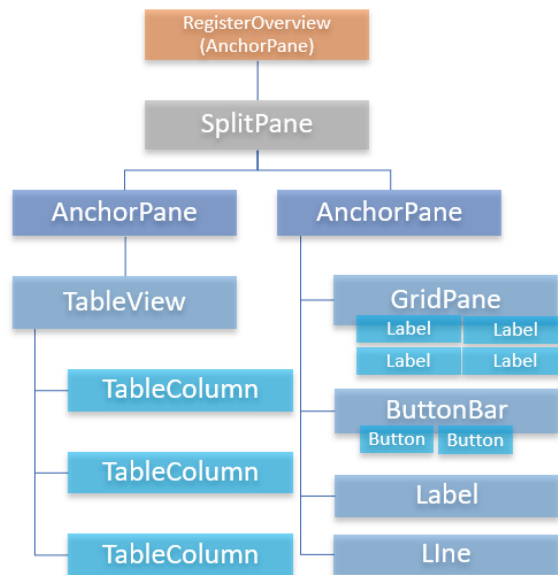 RegisterOverview
(AnchorPane)
SplitPane
AnchorPane
AnchorPane
TableView
TableColumn
TableColumn
TableColumn
GridPane
Label Label
Label Label
ButtonBar
Button Button
Label
LIne